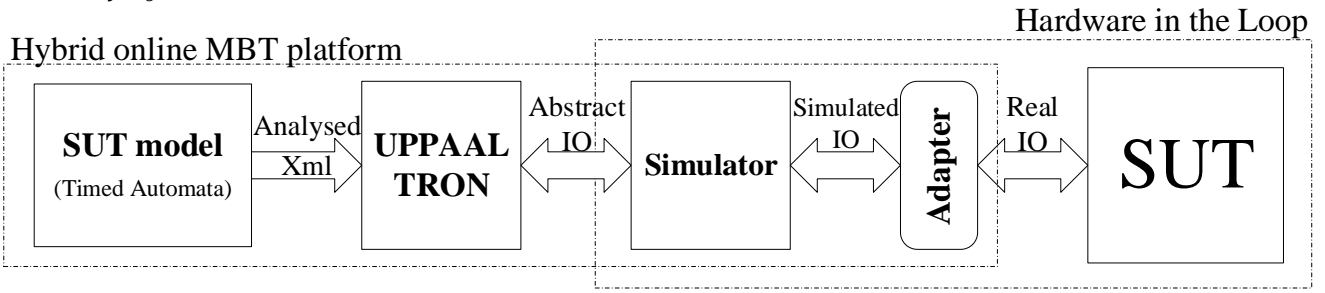 Hardware in the Loop
Hybrid online MBT platform
SUT model
(Timed Automata)
Analysed
Xml
UPPAAL
TRON
Abstract
IO
Simulator
Simulated
IO
Adapter
Real
IO
SUT